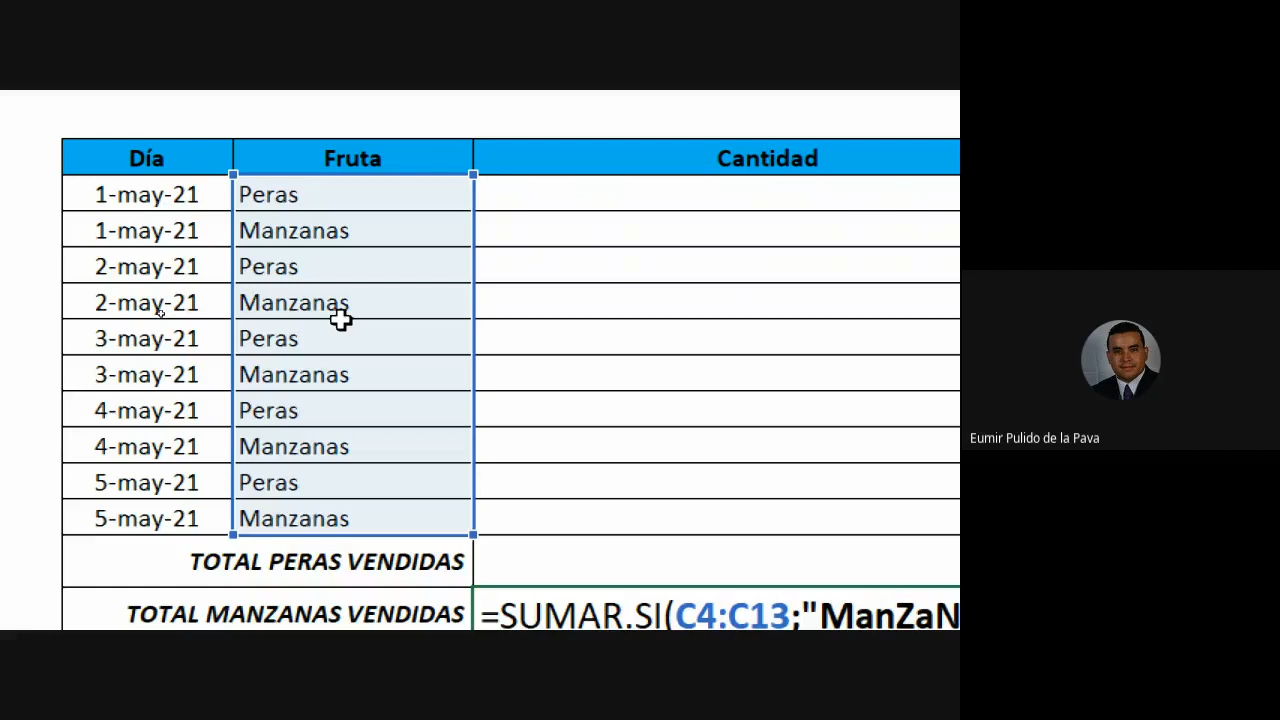 Día Fruta Cantidad
1-may-21 Peras
1-may-21 Manzanas
2-may-21 Peras
2-may-21 Manzanas
3-may-21 Peras
3-may-21 Manzanas
4-may-21 Peras
4-may-21 Manzanas
5-may-21 Peras
5-may-21 Manzanas
TOTAL PERAS VENDIDAS
TOTAL MANZANAS VENDIDAS =SUMAR.SI(C4:C13;"ManZaN
Eumir Pulido de la Pava